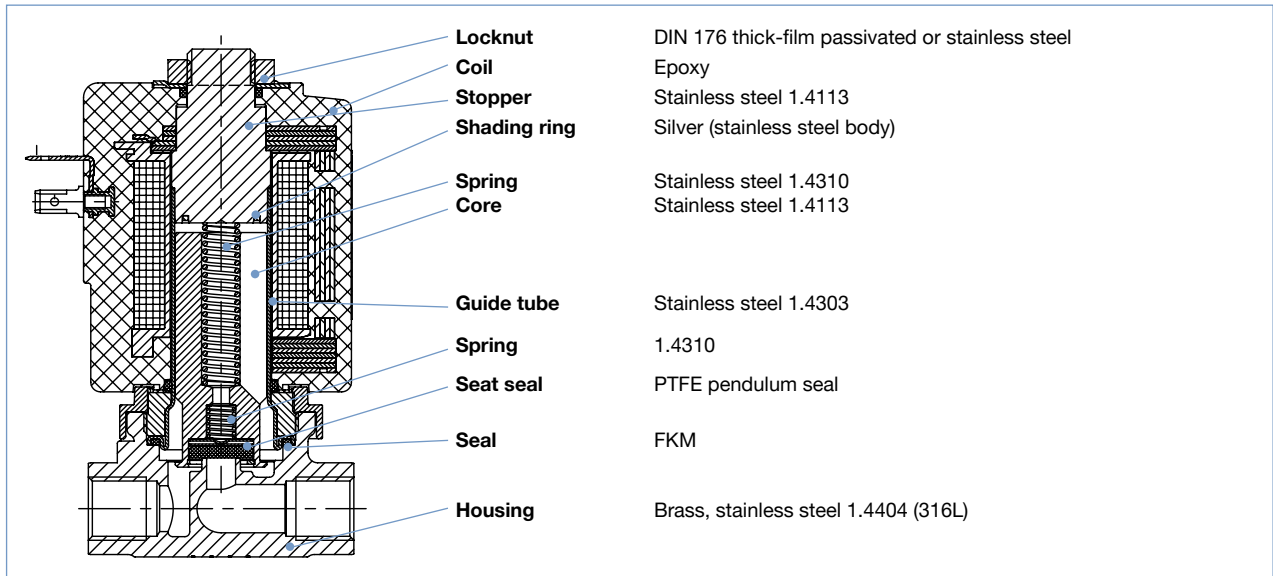 Locknut DIN 176 thick-film passivated or stainless steel
Coil Epoxy
Stopper Stainless steel 1.4113
Shading ring Silver (stainless steel body)
Spring Stainless steel 1.4310
Core Stainless steel 1.4113
Guide tube Stainless steel 1.4303
Spring 1.4310
Seat seal PTFE pendulum seal
Seal FKM
Housing Brass, stainless steel 1.4404 (316L)